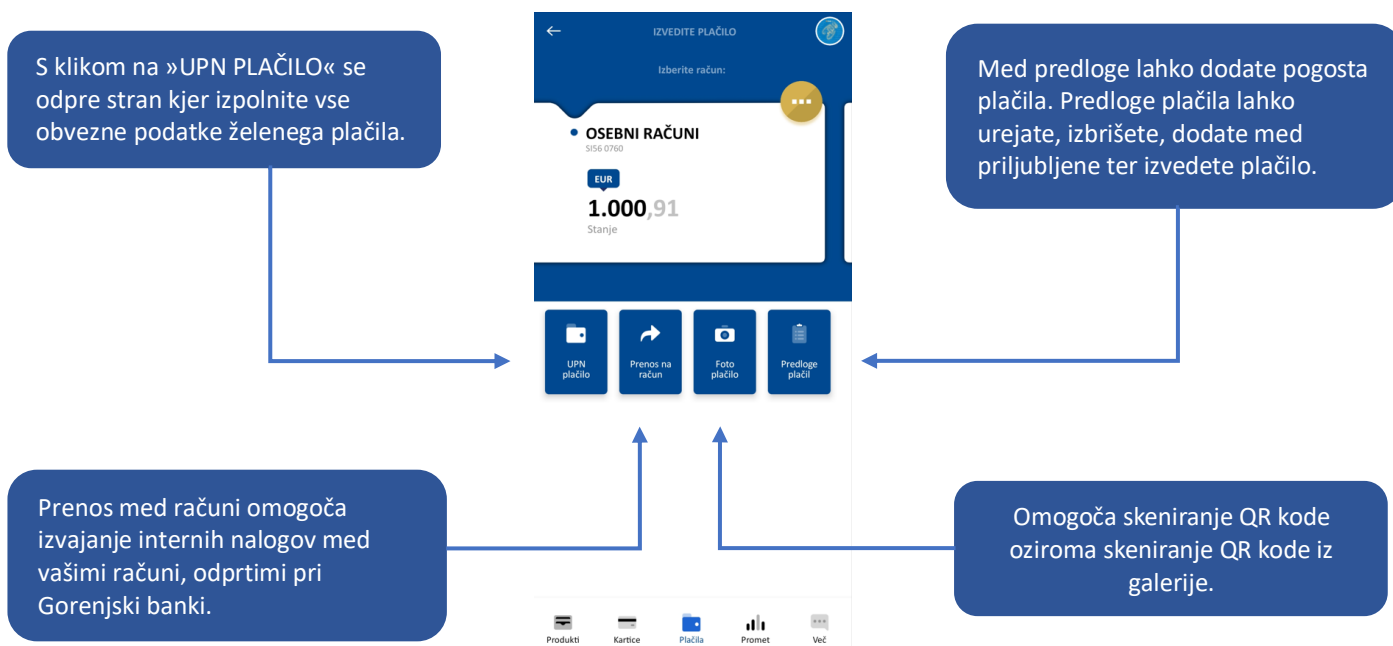 S klikom na »UPN PLAČILO« se
odpre stran kjer izpolnite vse
obvezne podatke želenega plačila.
IZVEDITE PLAČILO
Izberite račun:
OSEBNI RAČUNI
SI56 0760
EUR
1.000,91
Stanje
Med predloge lahko dodate pogosta
plačila. Predloge plačila lahko
urejate, izbrišete, dodate med
priljubljene ter izvedete plačilo.
UPN
plačilo
Prenos na
račun
Foto
plačilo
Predloge
plačil
Prenos med računi omogoča
izvajanje internih nalogov med
vašimi računi, odprtimi pri
Gorenjski banki.
Omogoča skeniranje QR kode
oziroma skeniranje QR kode iz
galerije.
Produkti
Kartice
Plačila
Promet
Več